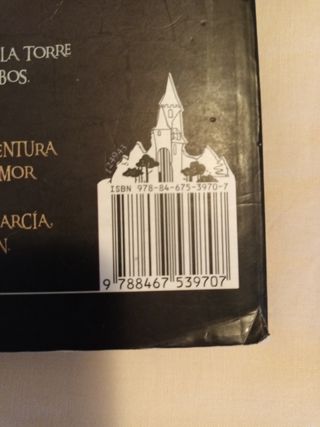 LA TORRE
BOS.
ENTURA
MOR
ARCÍA,
N.
ISBN 978-84-675-3970-7
9 788467 539707